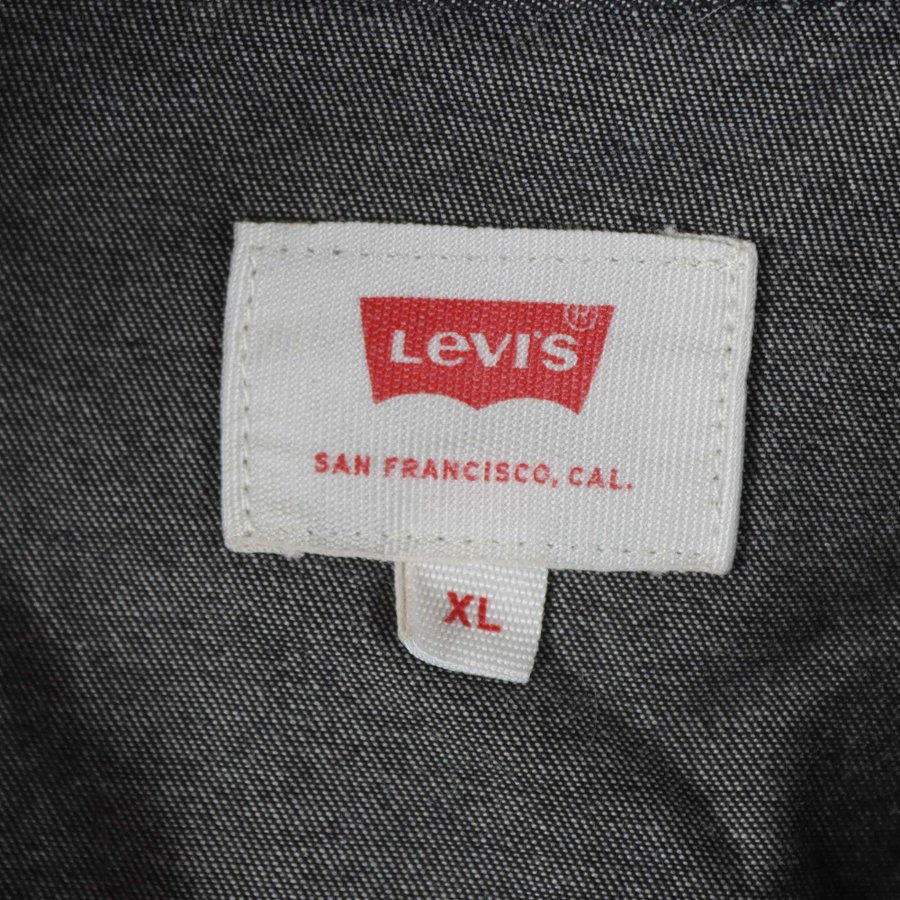 LEVI'S®
SAN FRANCISCO, CAL.
XL